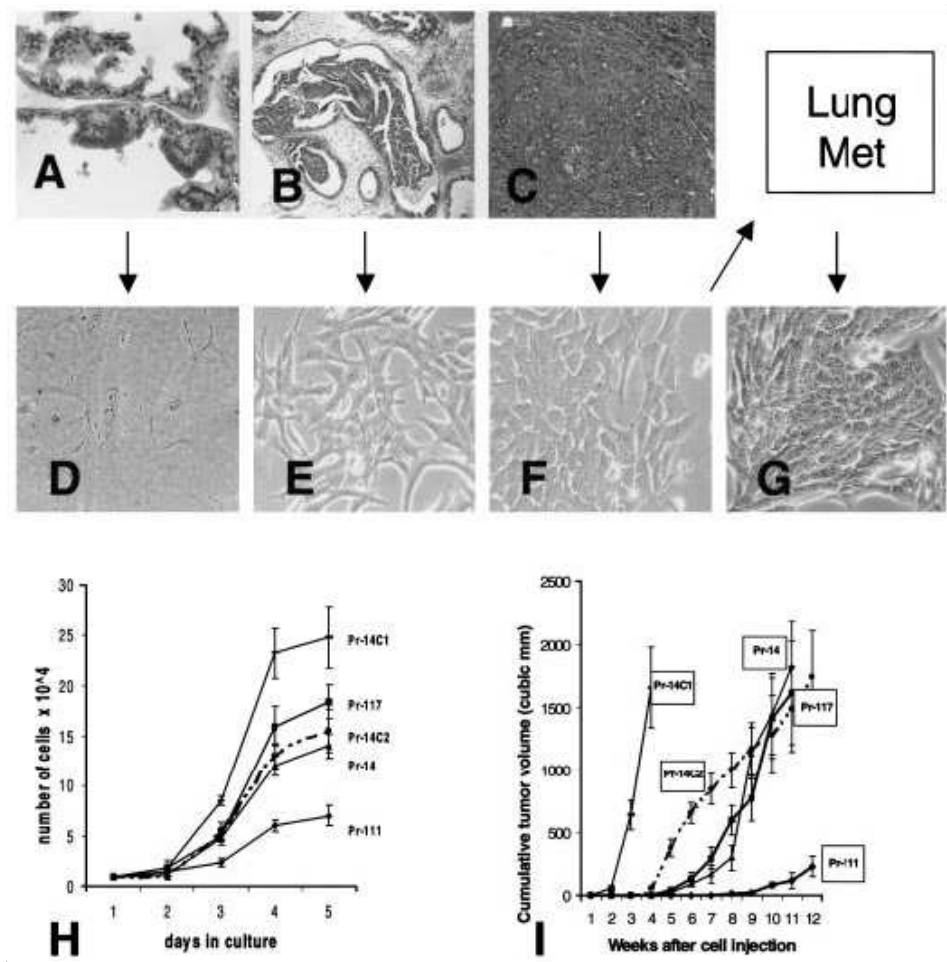 A
B
C
Lung
Met
D
E
F
G
number of cells x 10^4
30
25
20
15
10
5
0
1 2 3 4 5
days in culture
Pr-14C1
Pr-117
Pr-14C2
Pr-14
Pr-111
H
Cumulative tumor volume (cubic mm)
2500
2000
1500
1000
500
0
1 2 3 4 5 6 7 8 9 10 11 12
Weeks after cell injection
Pr-14C1
Pr-14C2
Pr-14
Pr-117
Pr-111
I